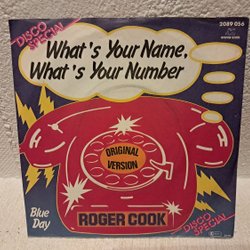 DISCO SPECIAL
2089 056
What's Your Name,
What's Your Number
ORIGINAL
VERSION
Blue
Day
ROGER COOK
DISCO SPECIAL